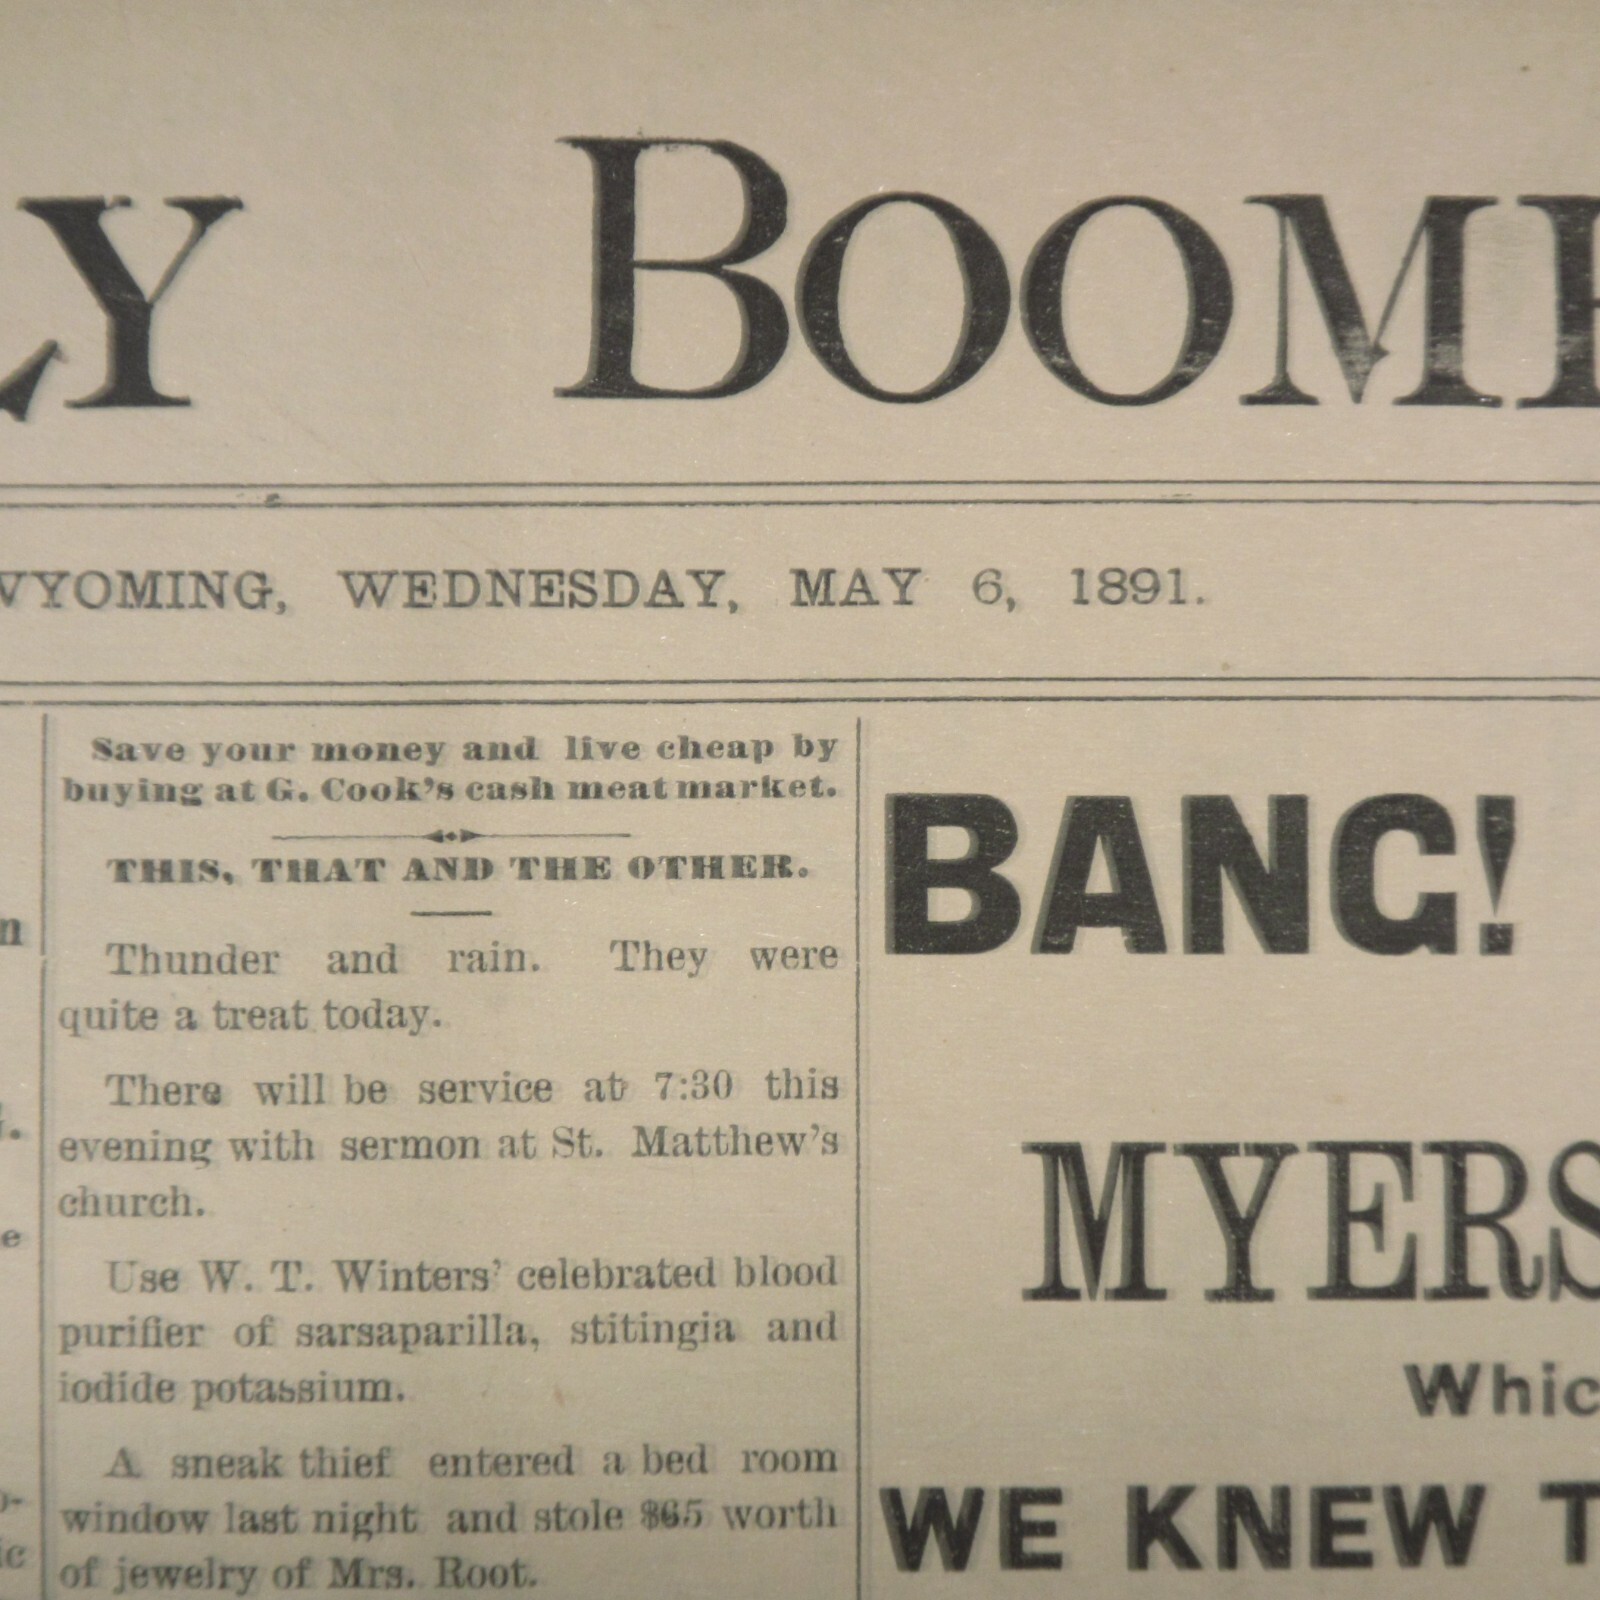 LY BOOME
WYOMING, WEDNESDAY, MAY 6, 1891.
Save your money and live cheap by
buying at G. Cook's cash meat market.
THIS, THAT AND THE OTHER.
Thunder and rain. They were
quite a treat today.
There will be service at 7:30 this
evening with sermon at St. Matthew's
church.
Use W. T. Winters' celebrated blood
purifier of sarsaparilla, stitingia and
iodide potassium.
A sneak thief entered a bed room
window last night and stole $65 worth
of jewelry of Mrs. Root.
BANG!
MYERS
Whic
WE KNEW T